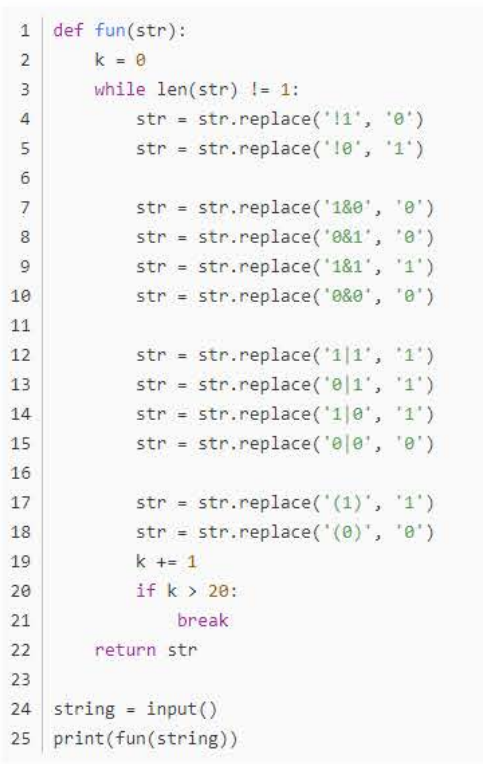 1 def fun(str):
2     k = 0
3     while len(str) != 1:
4         str = str.replace('!1', '0')
5         str = str.replace('!0', '1')
6
7         str = str.replace('1&0', '0')
8         str = str.replace('0&1', '0')
9         str = str.replace('1&1', '1')
10         str = str.replace('0&0', '0')
11
12         str = str.replace('1|1', '1')
13         str = str.replace('0|1', '1')
14         str = str.replace('1|0', '1')
15         str = str.replace('0|0', '0')
16
17         str = str.replace('(1)', '1')
18         str = str.replace('(0)', '0')
19         k += 1
20         if k > 20:
21             break
22     return str
23
24 string = input()
25 print(fun(string))